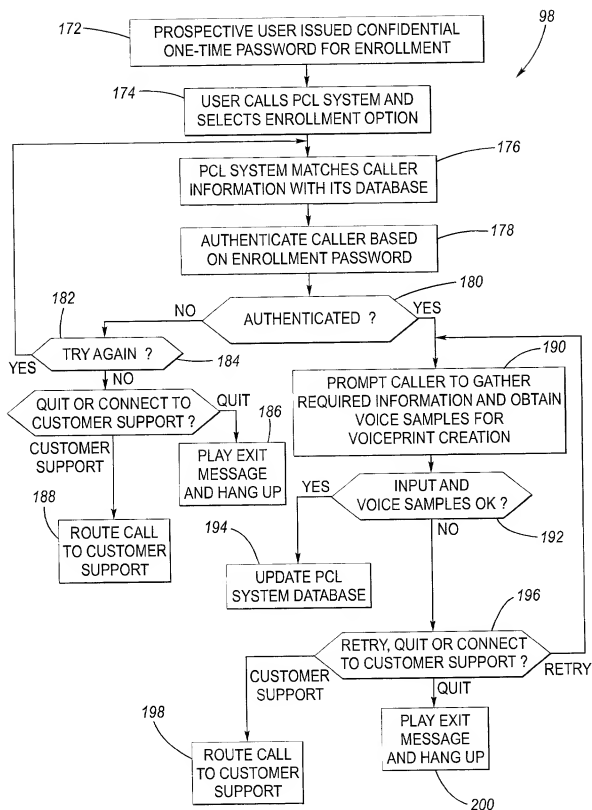 172
PROSPECTIVE USER ISSUED CONFIDENTIAL
ONE-TIME PASSWORD FOR ENROLLMENT
98
174
USER CALLS PCL SYSTEM AND
SELECTS ENROLLMENT OPTION
176
PCL SYSTEM MATCHES CALLER
INFORMATION WITH ITS DATABASE
178
AUTHENTICATE CALLER BASED
ON ENROLLMENT PASSWORD
180
NO
AUTHENTICATED ?
YES
182
YES
TRY AGAIN ?
184
NO
QUIT OR CONNECT TO
CUSTOMER SUPPORT ?
QUIT
186
CUSTOMER
SUPPORT
PLAY EXIT
MESSAGE
AND HANG UP
188
ROUTE CALL
TO CUSTOMER
SUPPORT
190
PROMPT CALLER TO GATHER
REQUIRED INFORMATION AND OBTAIN
VOICE SAMPLES FOR
VOICEPRINT CREATION
YES
INPUT AND
VOICE SAMPLES OK ?
192
NO
194
UPDATE PCL
SYSTEM DATABASE
196
RETRY, QUIT OR CONNECT
TO CUSTOMER SUPPORT ?
RETRY
CUSTOMER
SUPPORT
QUIT
198
ROUTE CALL
TO CUSTOMER
SUPPORT
PLAY EXIT
MESSAGE
AND HANG UP
200